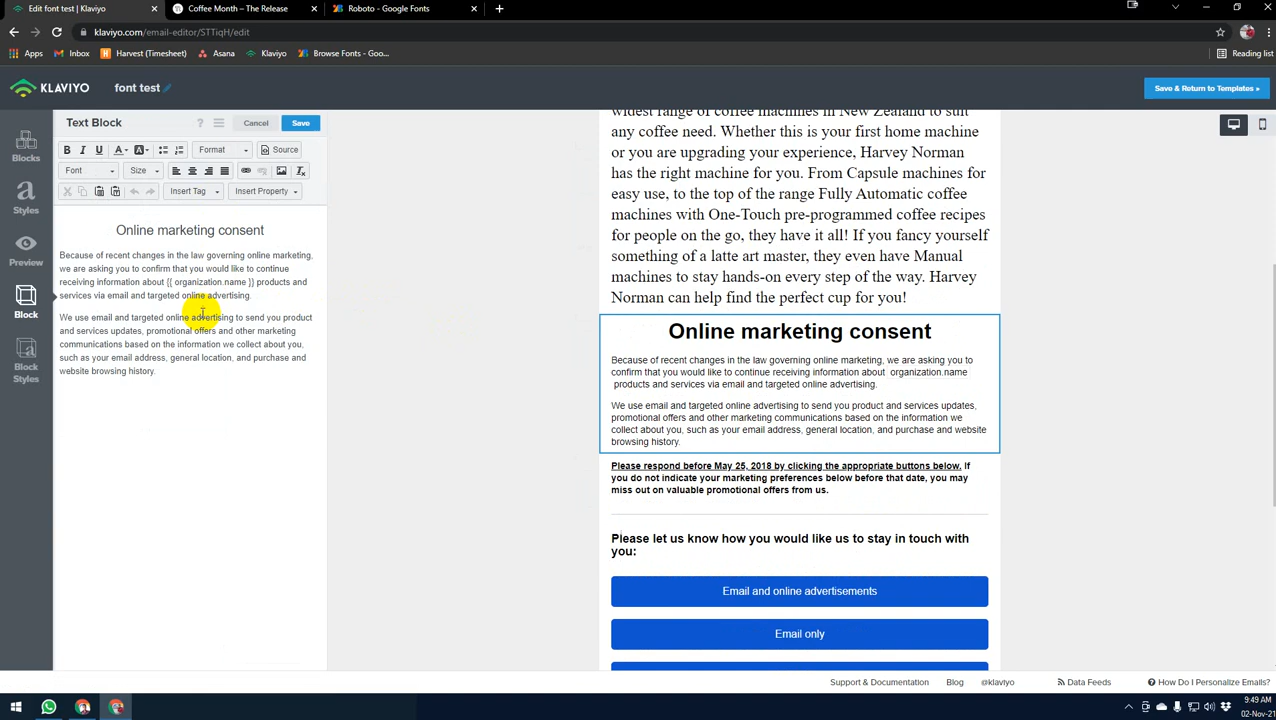 Edit font test | Klaviyo
Coffee Month – The Release
Roboto - Google Fonts
klaviyo.com/email-editor/STTiqH/edit
Apps
Inbox
Harvest (Timesheet)
Klaviyo
Browse Fonts - Goo...
Reading list
KLAVIYO
font test
Save & Return to Templates »
Text Block
?
Cancel
Save
B I U A A Format Source
Font Size
Insert Tag Insert Property
Blocks
Styles
Preview
Block
Block
Styles
Online marketing consent
Because of recent changes in the law governing online marketing,
we are asking you to confirm that you would like to continue
receiving information about {{ organization.name }} products and
services via email and targeted online advertising.
We use email and targeted online advertising to send you product
and services updates, promotional offers and other marketing
communications based on the information we collect about you,
such as your email address, general location, and purchase and
website browsing history.
widest range of coffee machines in New Zealand to suit
any coffee need. Whether this is your first home machine
or you are upgrading your experience, Harvey Norman
has the right machine for you. From Capsule machines for
easy use, to the top of the range Fully Automatic coffee
machines with One-Touch pre-programmed coffee recipes
for people on the go, they have it all! If you fancy yourself
something of a latte art master, they even have Manual
machines to stay hands-on every step of the way. Harvey
Norman can help find the perfect cup for you!
Online marketing consent
Because of recent changes in the law governing online marketing, we are asking you to
confirm that you would like to continue receiving information about organization.name
products and services via email and targeted online advertising.
We use email and targeted online advertising to send you product and services updates,
promotional offers and other marketing communications based on the information we
collect about you, such as your email address, general location, and purchase and website
browsing history.
Please respond before May 25, 2018 by clicking the appropriate buttons below. If
you do not indicate your marketing preferences below before that date, you may
miss out on valuable promotional offers from us.
Please let us know how you would like us to stay in touch with
you:
Email and online advertisements
Email only
Support & Documentation
Blog
@klaviyo
Data Feeds
How Do I Personalize Emails?
9:49 AM
02-Nov-21